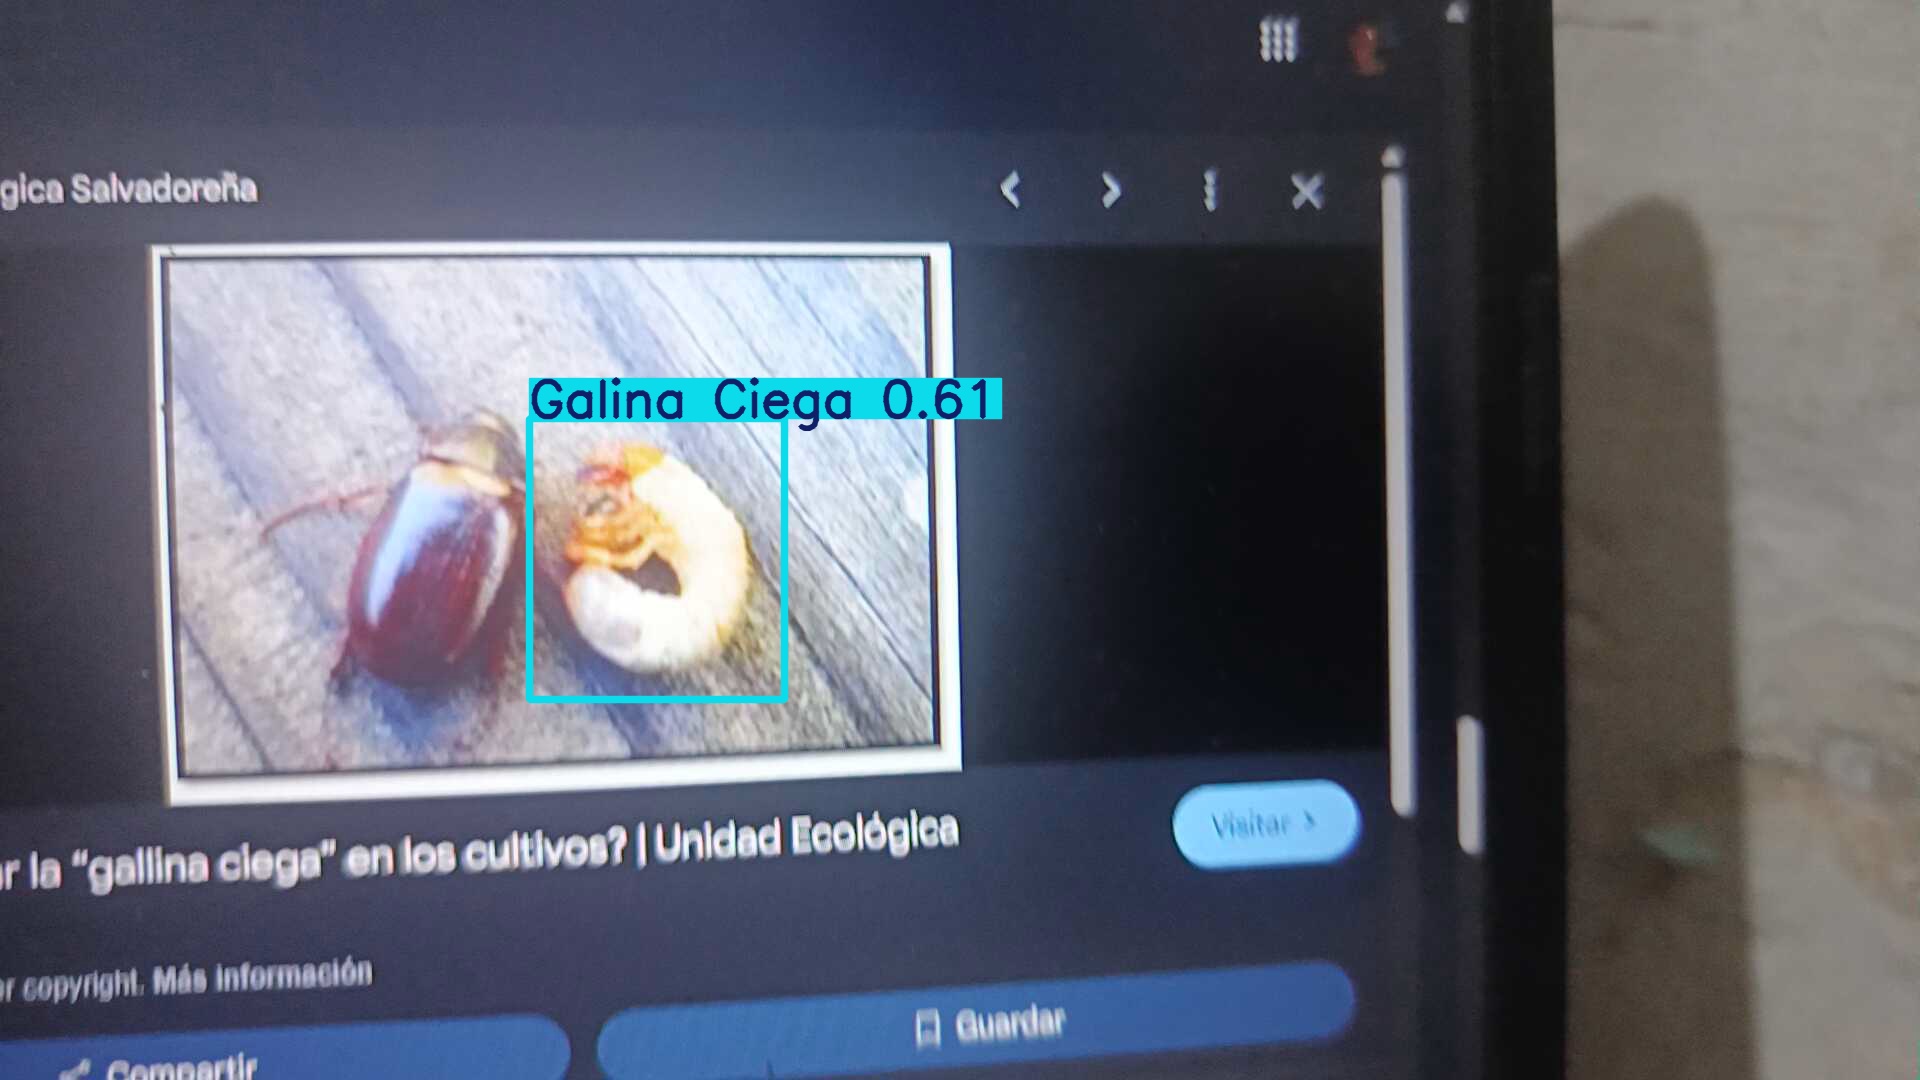 gica Salvadoreña
Galina Ciega 0.61
r la “gallina ciega” en los cultivos? | Unidad Ecológica
Visitar >
r copyright. Más información
Compartir
Guardar